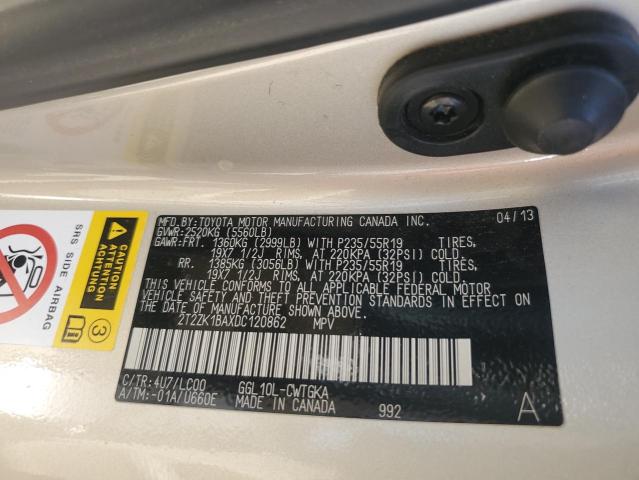 SRS SIDE AIRBAG
CAUTION
ATTENTION
ACHTUNG
3
MFD.BY:TOYOTA MOTOR MANUFACTURING CANADA INC. 04/13
GVWR:2520KG (5560LB)
GAWR:FRT. 1360KG (2999LB) WITH P235/55R19 TIRES,
19X7 1/2J RIMS, AT 220KPA (32PSI) COLD
RR. 1385KG (3056LB) WITH P235/55R19 TIRES,
19X7 1/2J RIMS, AT 220KPA (32PSI) COLD
THIS VEHICLE CONFORMS TO ALL APPLICABLE FEDERAL MOTOR
VEHICLE SAFETY AND THEFT PREVENTION STANDARDS IN EFFECT ON
THE DATE OF MANUFACTURE SHOWN ABOVE.
2T2ZK1BAXDC120862 MPV
C/TR:4U7/LC00 GGL10L-CWTGKA
A/TM:-01A/U660E MADE IN CANADA 992 A